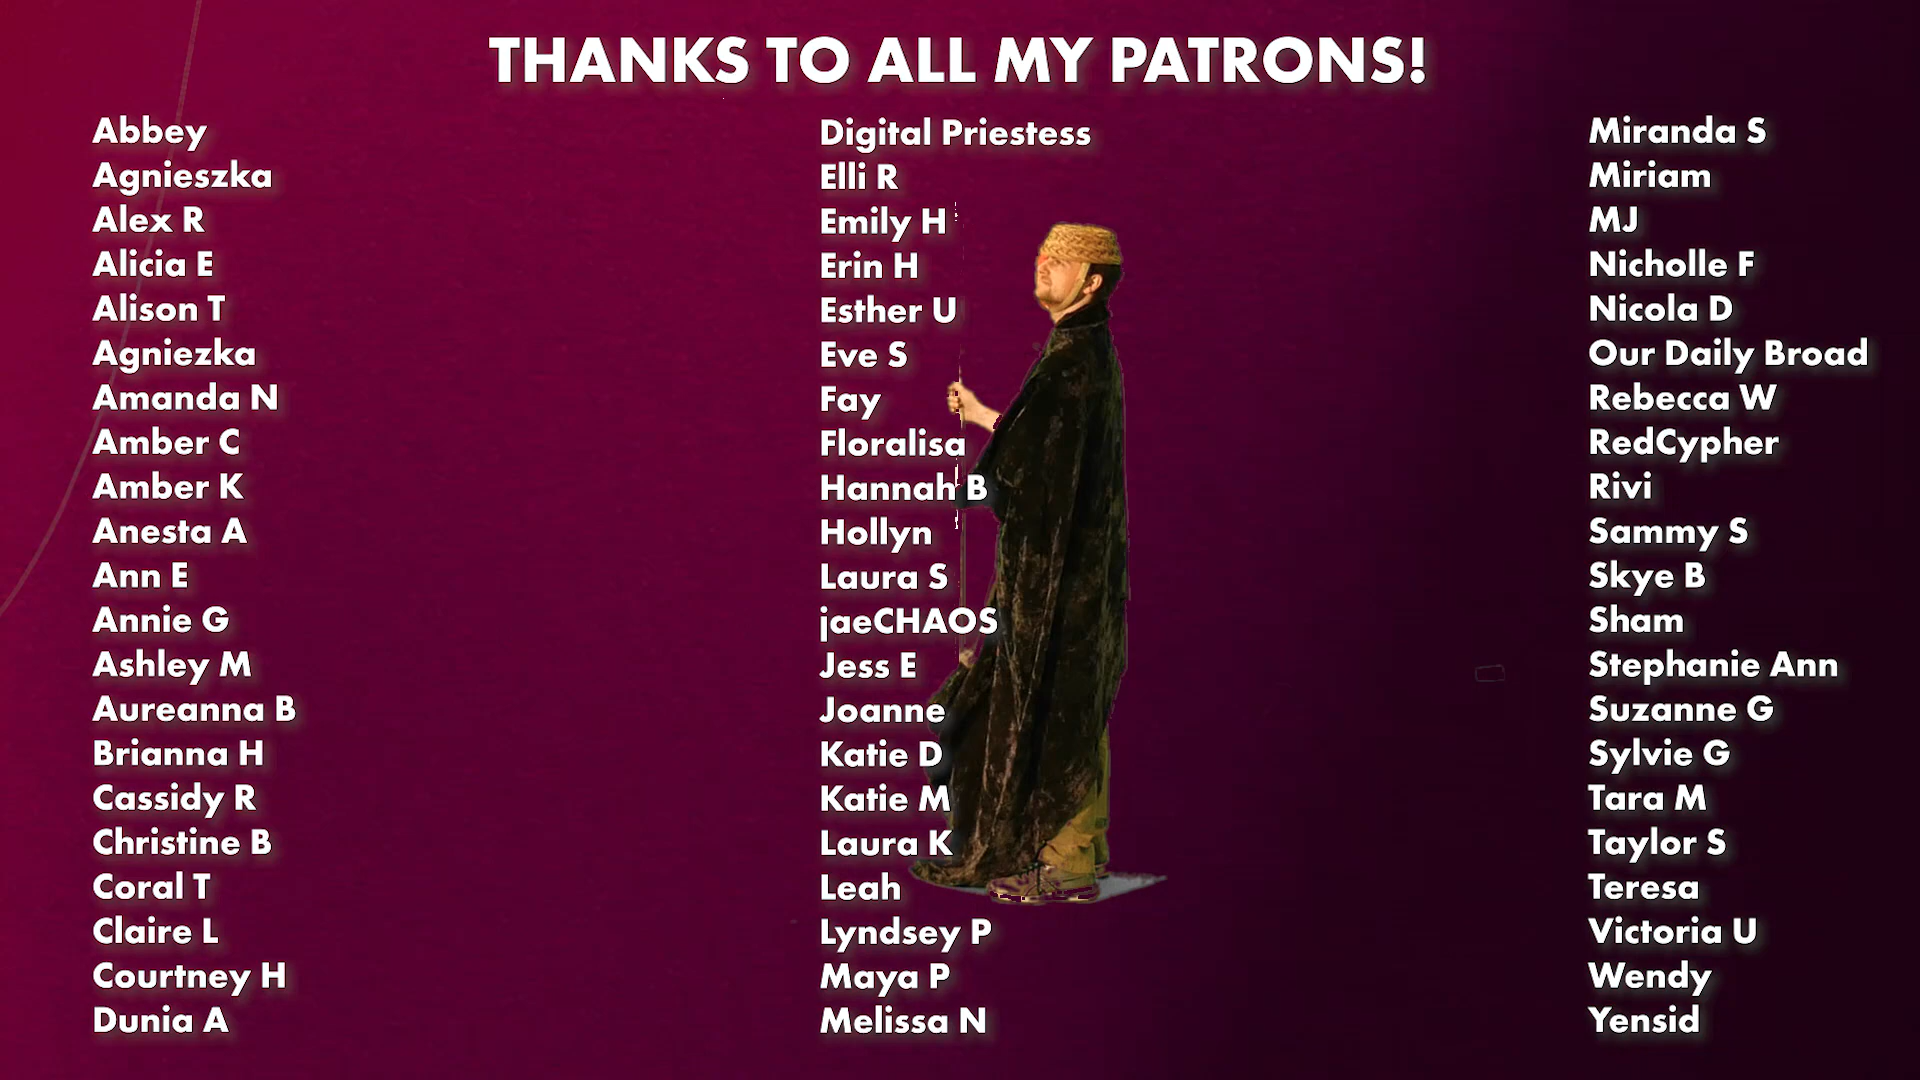 THANKS TO ALL MY PATRONS!
Abbey
Agnieszka
Alex R
Alicia E
Alison T
Agniezka
Amanda N
Amber C
Amber K
Anesta A
Ann E
Annie G
Ashley M
Aureanna B
Brianna H
Cassidy R
Christine B
Coral T
Claire L
Courtney H
Dunia A
Digital Priestess
Elli R
Emily H
Erin H
Esther U
Eve S
Fay
Floralisa
Hannah B
Hollyn
Laura S
jaeCHAOS
Jess E
Joanne
Katie D
Katie M
Laura K
Leah
Lyndsey P
Maya P
Melissa N
Miranda S
Miriam
MJ
Nicholle F
Nicola D
Our Daily Broad
Rebecca W
RedCypher
Rivi
Sammy S
Skye B
Sham
Stephanie Ann
Suzanne G
Sylvie G
Tara M
Taylor S
Teresa
Victoria U
Wendy
Yensid